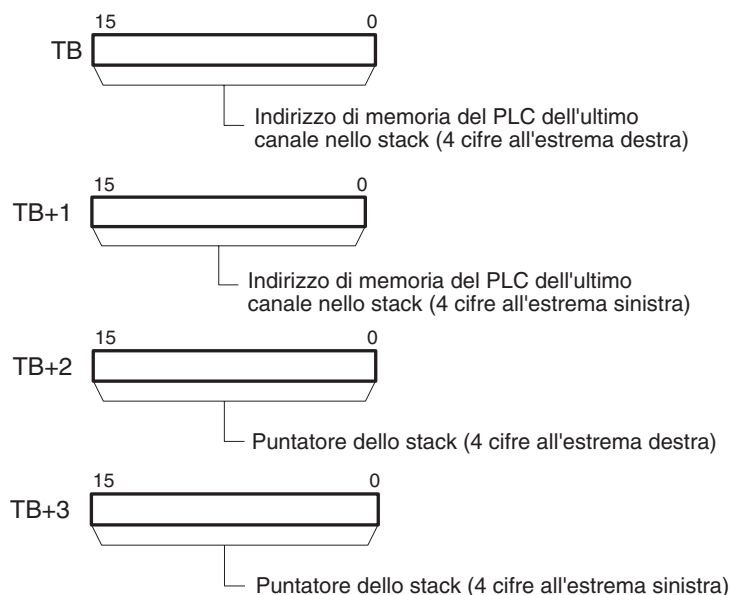 15 0
TB
Indirizzo di memoria del PLC dell'ultimo
canale nello stack (4 cifre all'estrema destra)
15 0
TB+1
Indirizzo di memoria del PLC dell'ultimo
canale nello stack (4 cifre all'estrema sinistra)
15 0
TB+2
Puntatore dello stack (4 cifre all'estrema destra)
15 0
TB+3
Puntatore dello stack (4 cifre all'estrema sinistra)